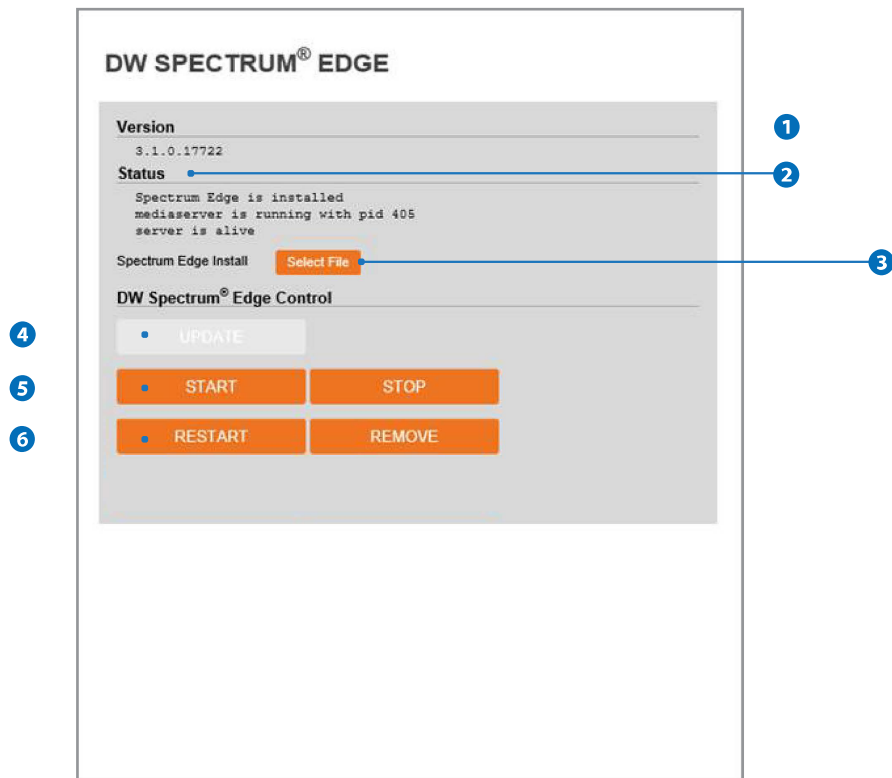 DW SPECTRUM® EDGE
Version
1
3.1.0.17722
Status
2
Spectrum Edge is installed
mediaserver is running with pid 405
server is alive
Spectrum Edge Install Select File
3
DW Spectrum® Edge Control
4
UPDATE
5
START STOP
6
RESTART REMOVE